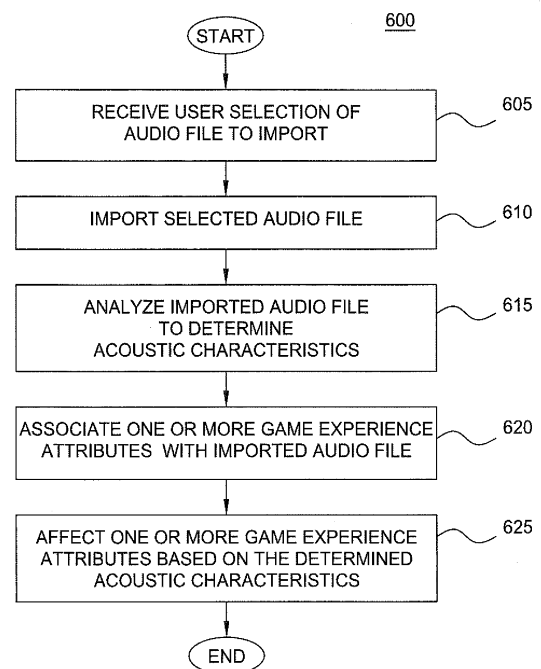 600
START
RECEIVE USER SELECTION OF
AUDIO FILE TO IMPORT
605
IMPORT SELECTED AUDIO FILE
610
ANALYZE IMPORTED AUDIO FILE
TO DETERMINE
ACOUSTIC CHARACTERISTICS
615
ASSOCIATE ONE OR MORE GAME EXPERIENCE
ATTRIBUTES WITH IMPORTED AUDIO FILE
620
AFFECT ONE OR MORE GAME EXPERIENCE
ATTRIBUTES BASED ON THE DETERMINED
ACOUSTIC CHARACTERISTICS
625
END